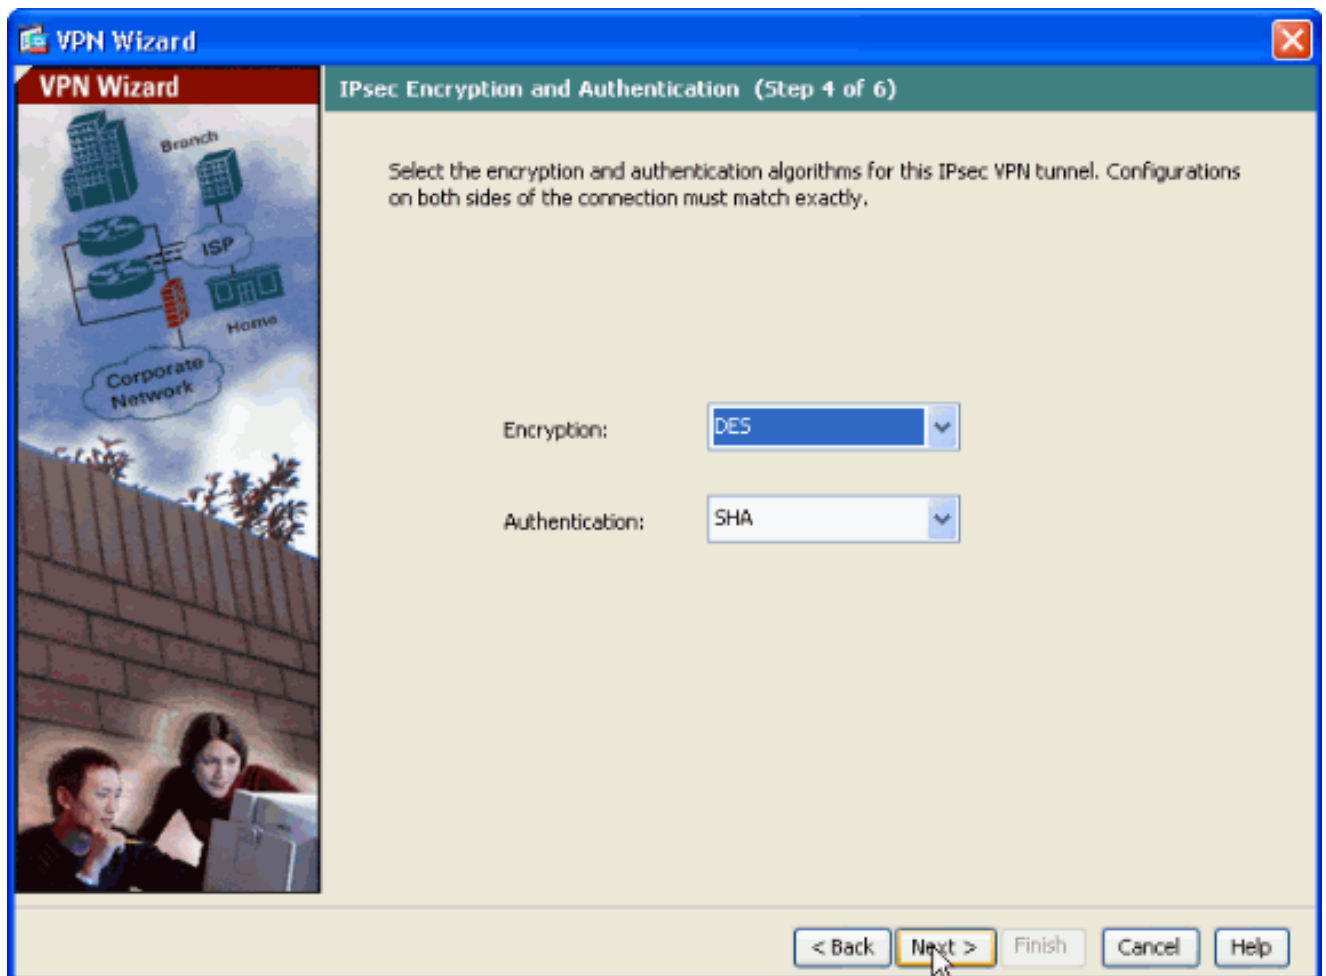 VPN Wizard
VPN Wizard
IPsec Encryption and Authentication (Step 4 of 6)
Branch
ISP
Home
Corporate
Network
Select the encryption and authentication algorithms for this IPsec VPN tunnel. Configurations
on both sides of the connection must match exactly.
Encryption: DES
Authentication: SHA
< Back Next > Finish Cancel Help